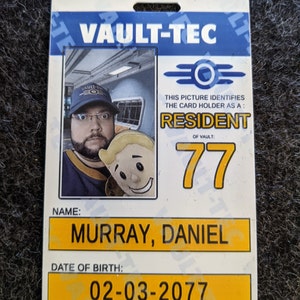 VAULT-TEC
THIS PICTURE IDENTIFIES
THE CARD HOLDER AS A :
RESIDENT
OF VAULT:
77
NAME:
MURRAY, DANIEL
DATE OF BIRTH:
02-03-2077